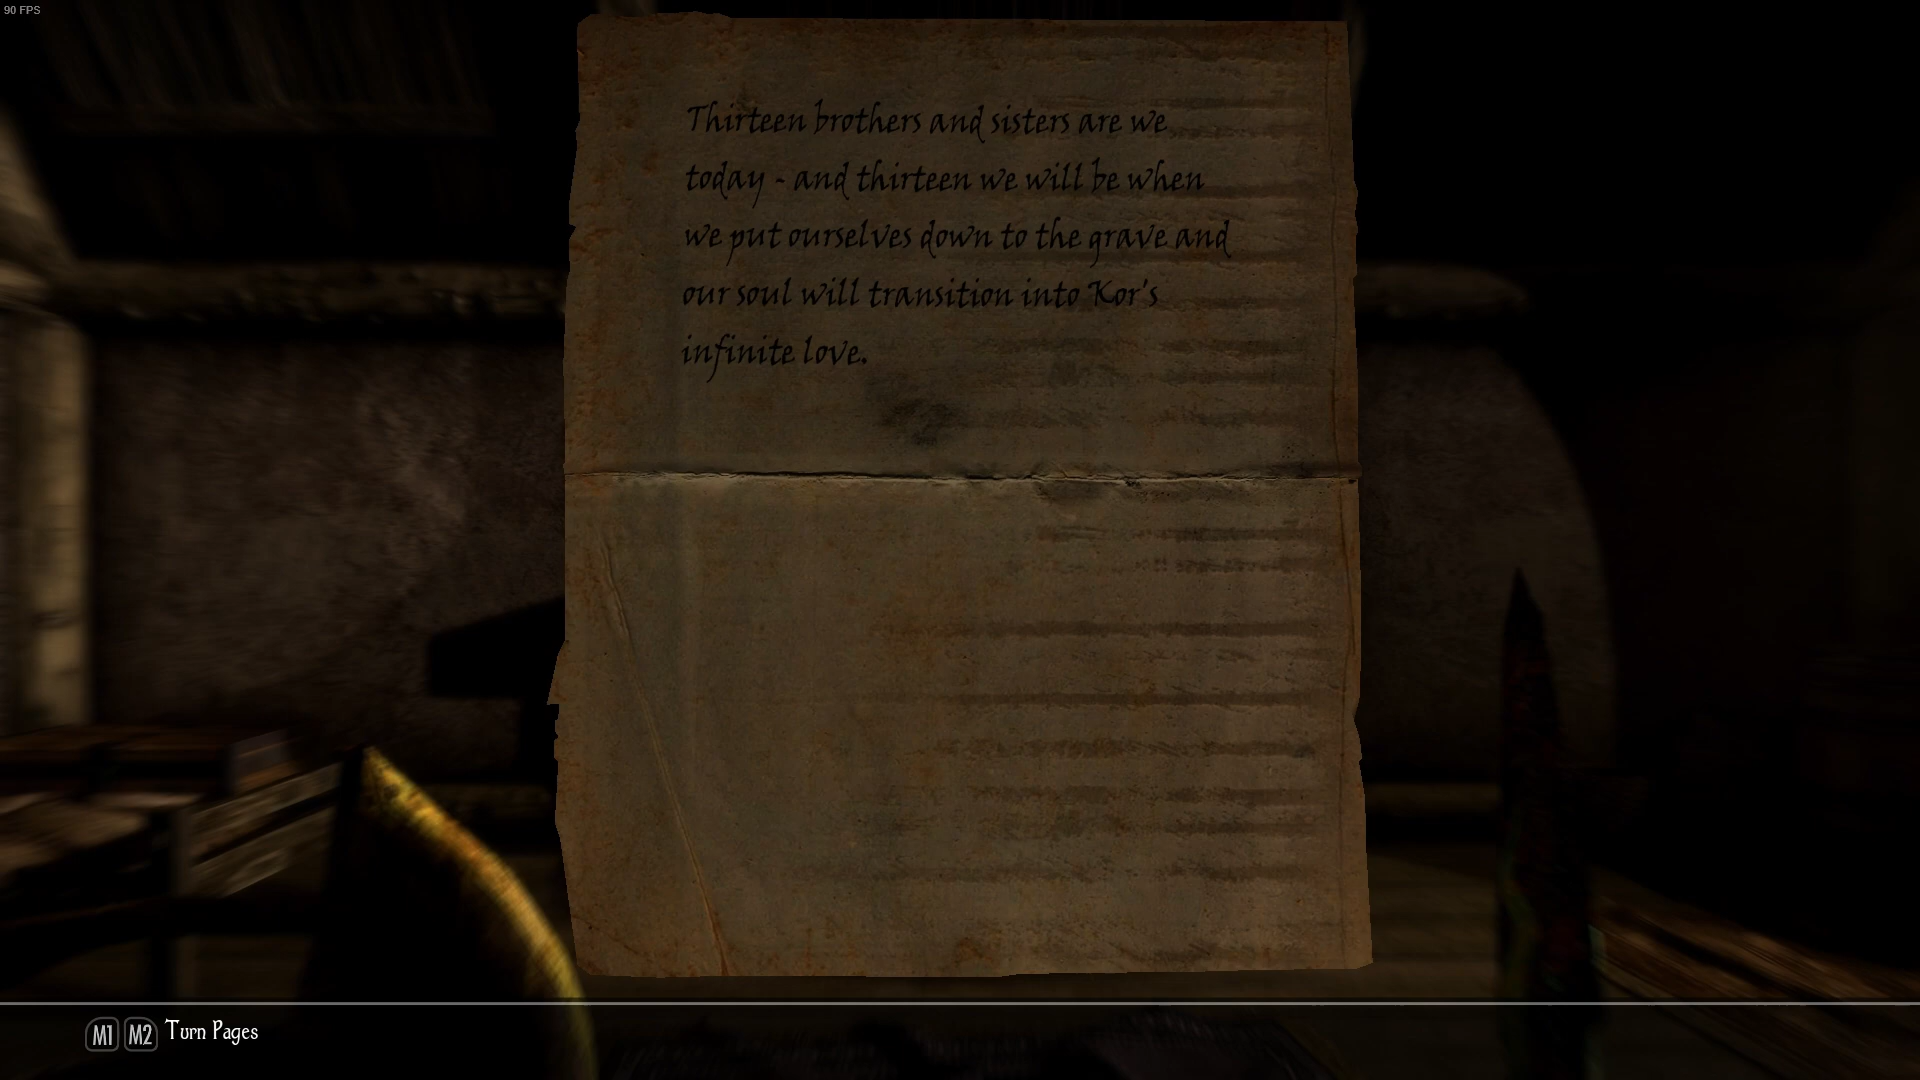 90 FPS
Thirteen brothers and sisters are we
today - and thirteen we will be when
we put ourselves down to the grave and
our soul will transition into Kor's
infinite love.
M1 M2 Turn Pages